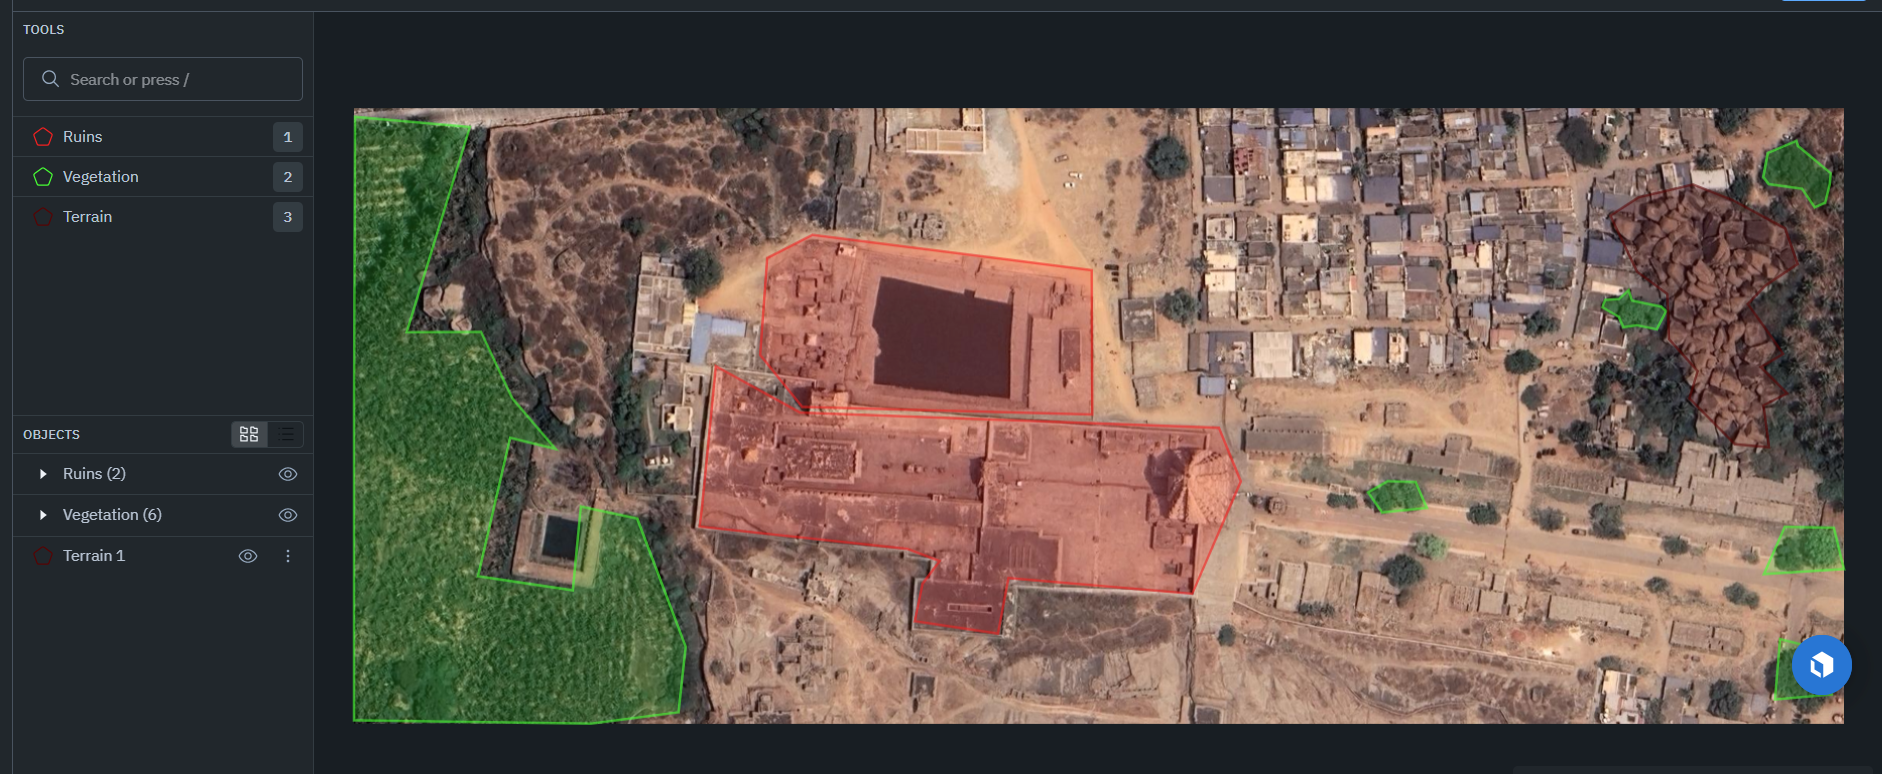 TOOLS
Search or press /
Ruins 1
Vegetation 2
Terrain 3
OBJECTS
Ruins (2)
Vegetation (6)
Terrain 1